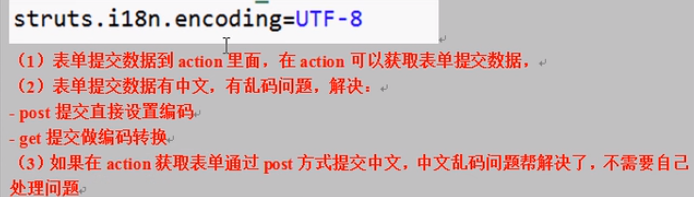 struts.i18n.encoding=UTF-8
（1）表单提交数据到 action 里面，在 action 可以获取表单提交数据，
（2）表单提交数据有中文，有乱码问题，解决：
- post 提交直接设置编码
- get 提交做编码转换
（3）如果在 action 获取表单通过 post 方式提交中文，中文乱码问题帮解决了，不需要自己
处理问题